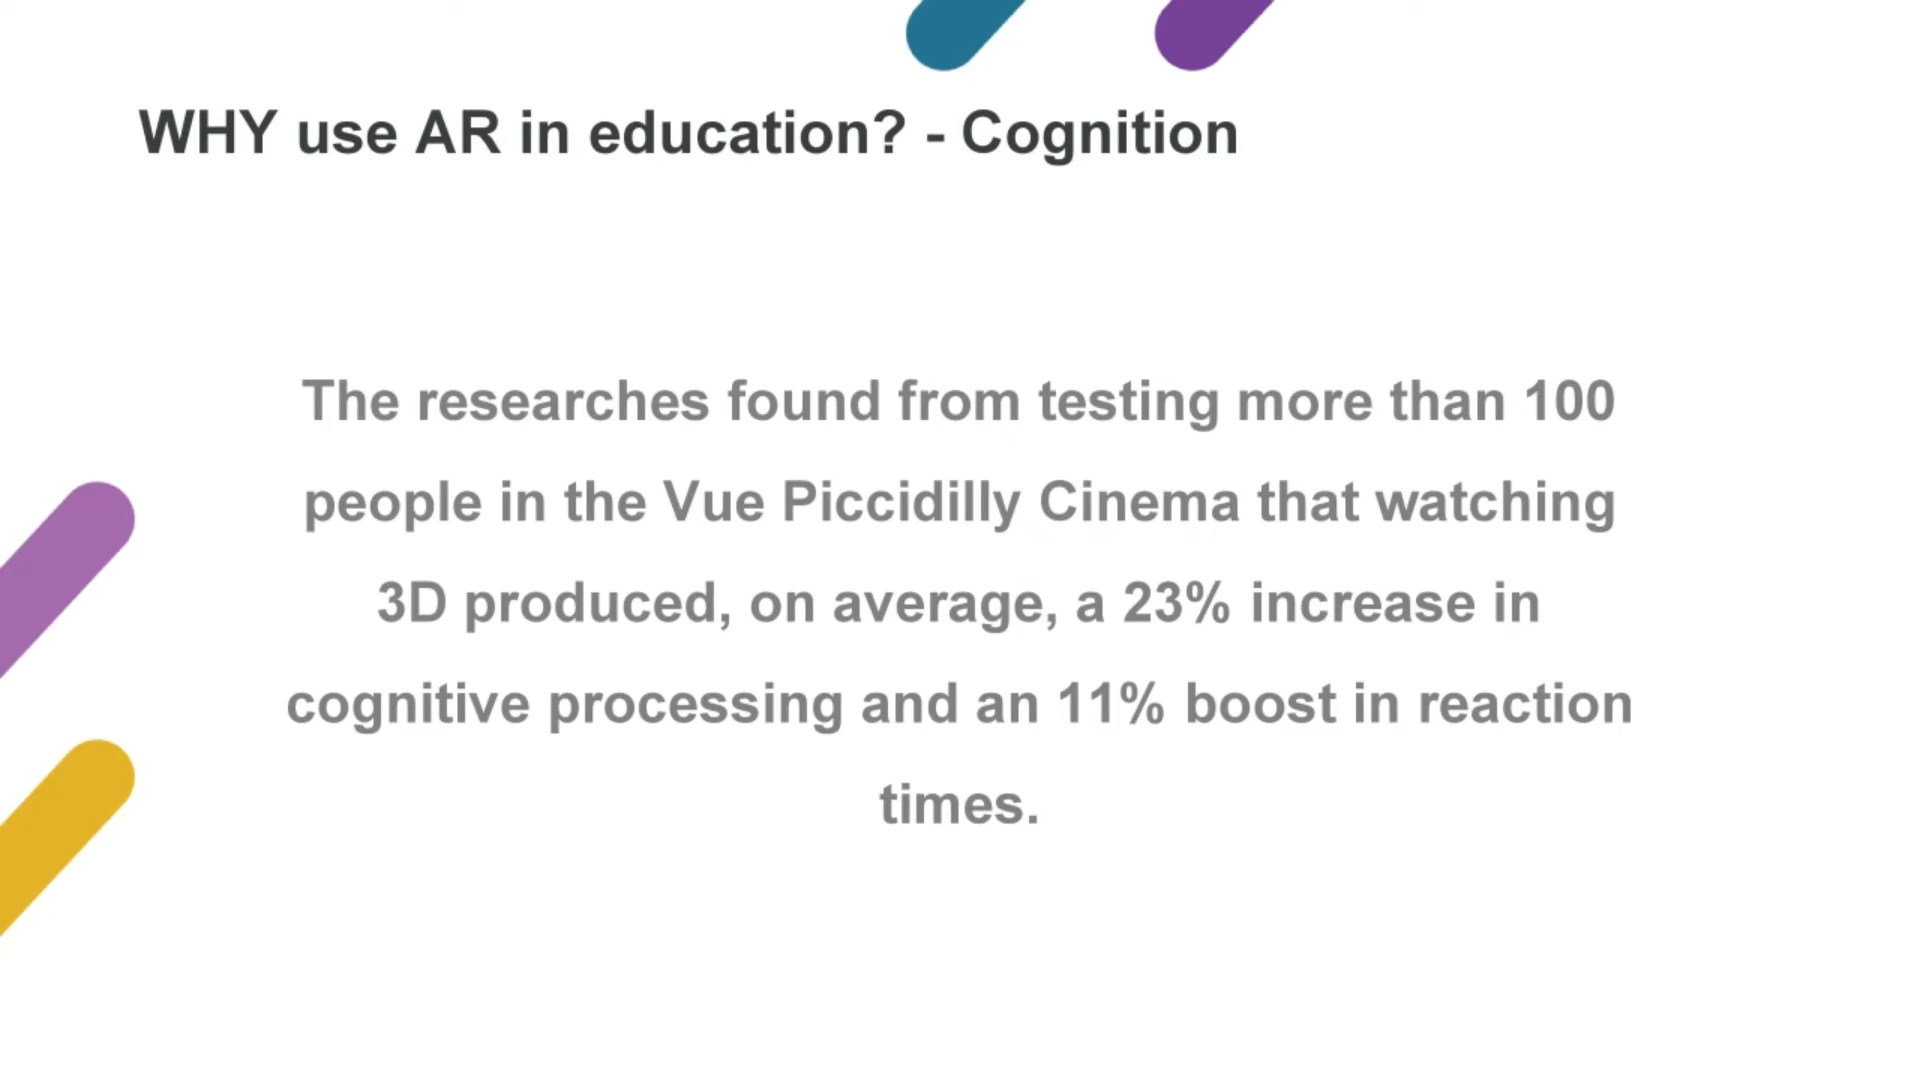 WHY use AR in education? - Cognition
The researches found from testing more than 100
people in the Vue Piccidilly Cinema that watching
3D produced, on average, a 23% increase in
cognitive processing and an 11% boost in reaction
times.